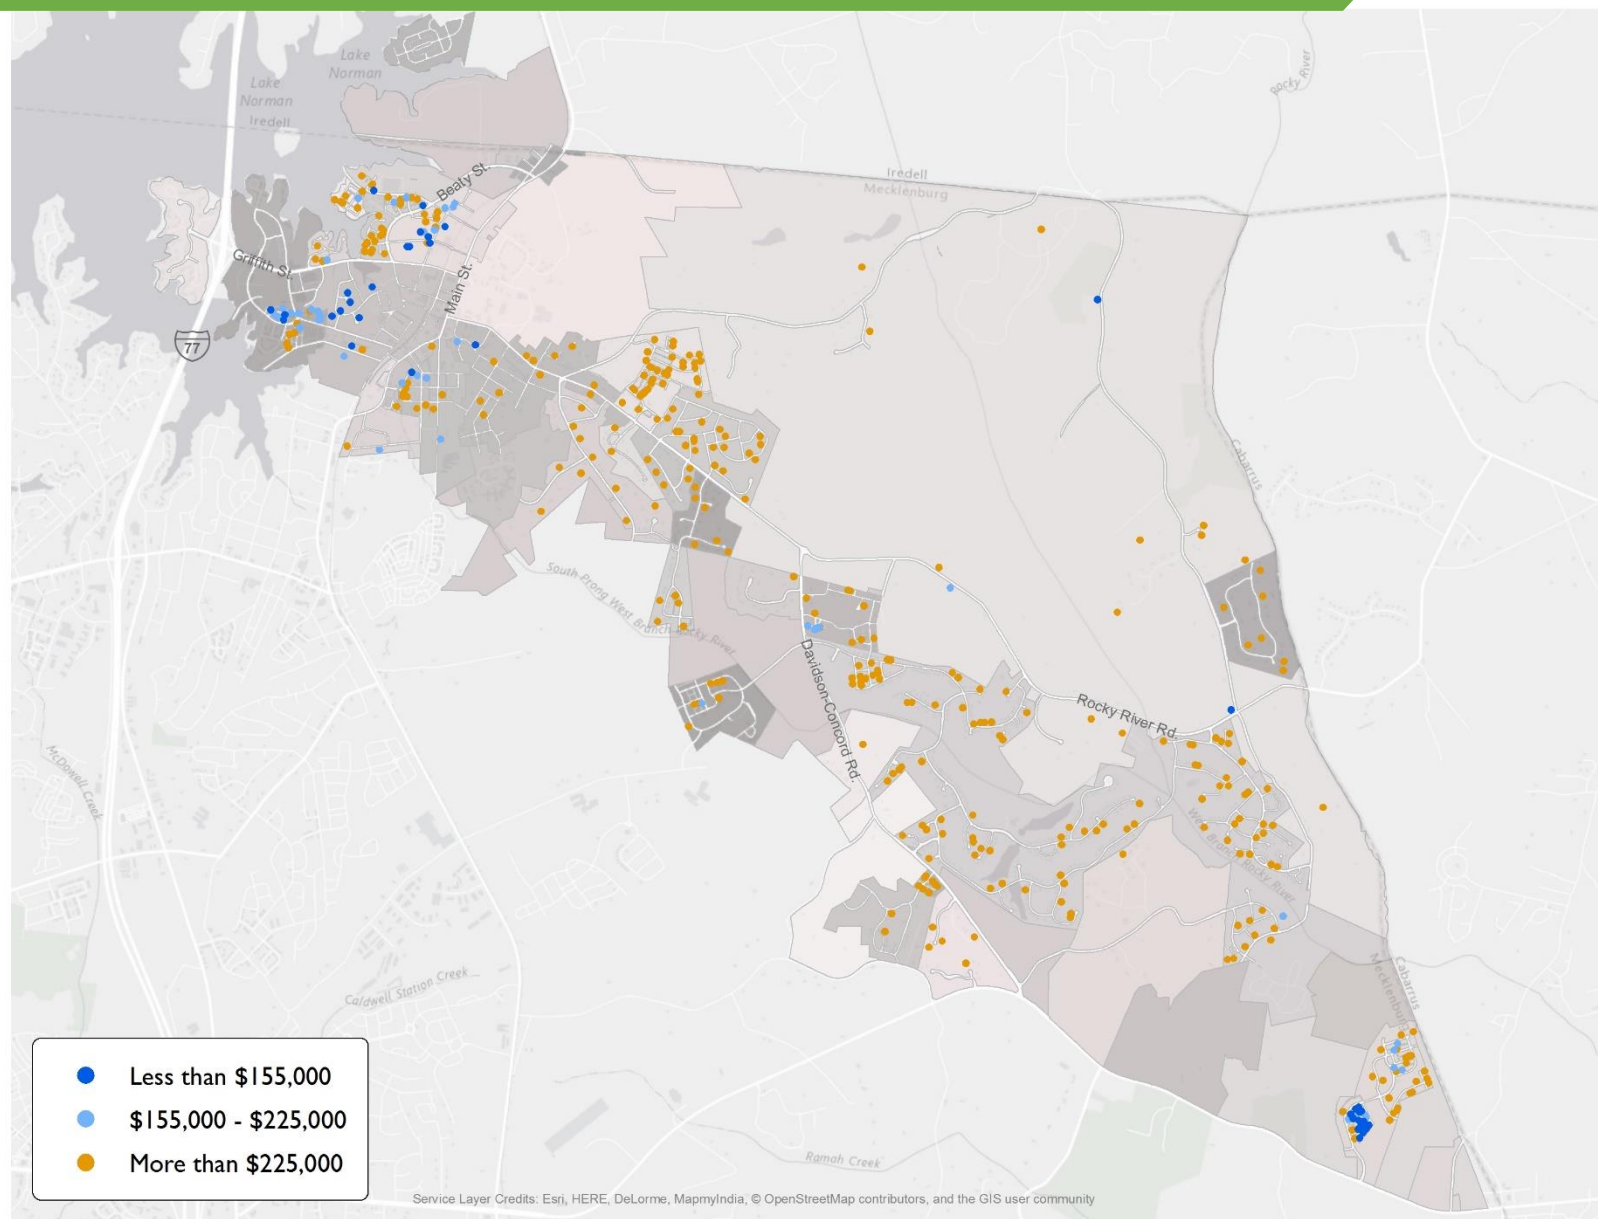 Lake
Norman
Lake
Norman
Iredell
Rocky River
Beaty St.
Iredell
Mecklenburg
Griffith St.
Main St.
77
Cabarrus
South Prong West Branch Rocky River
Davidson-Concord Rd.
Rocky River Rd.
McDowell Creek
West Branch Rocky River
Caldwell Station Creek
Cabarrus
Mecklenburg
Less than $155,000
$155,000 - $225,000
More than $225,000
Ramah Creek
Service Layer Credits: Esri, HERE, DeLorme, MapmyIndia, © OpenStreetMap contributors, and the GIS user community